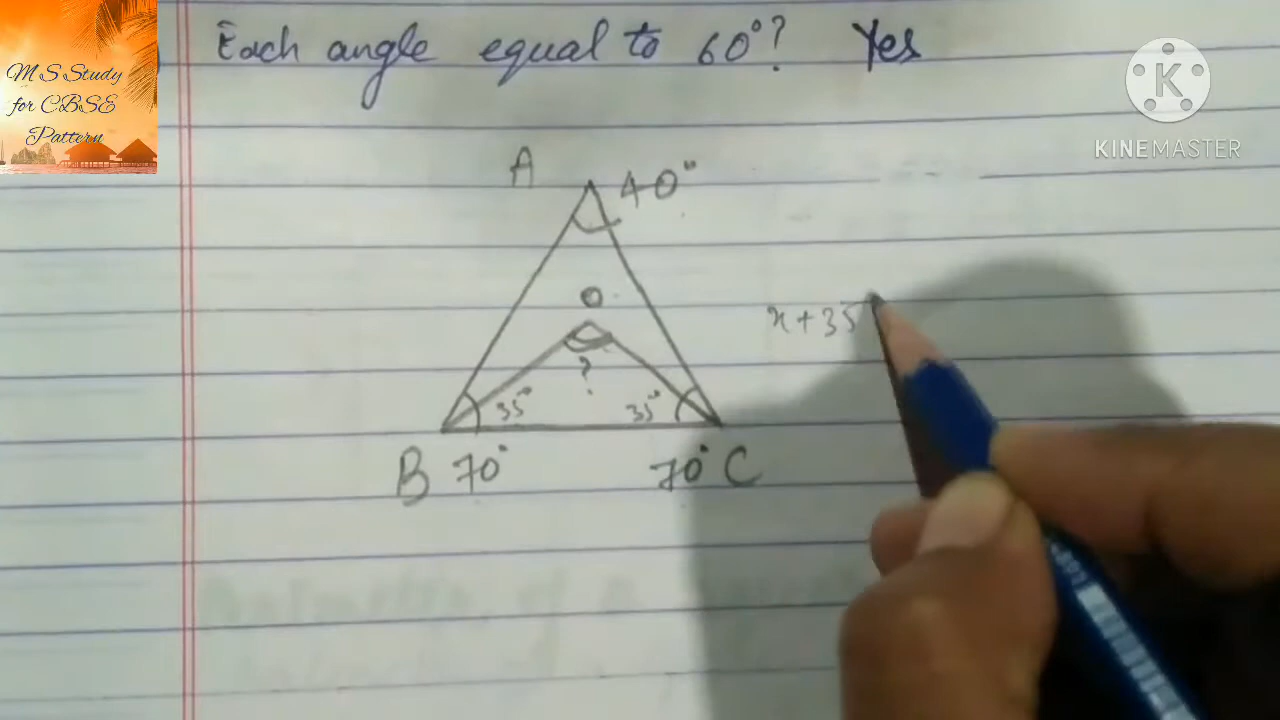 Each angle equal to 60°? Yes
M S Study
for CBSE
Pattern
K
KINEMASTER
A
40°
O
x+35
?
35°
35°
B 70°
70° C